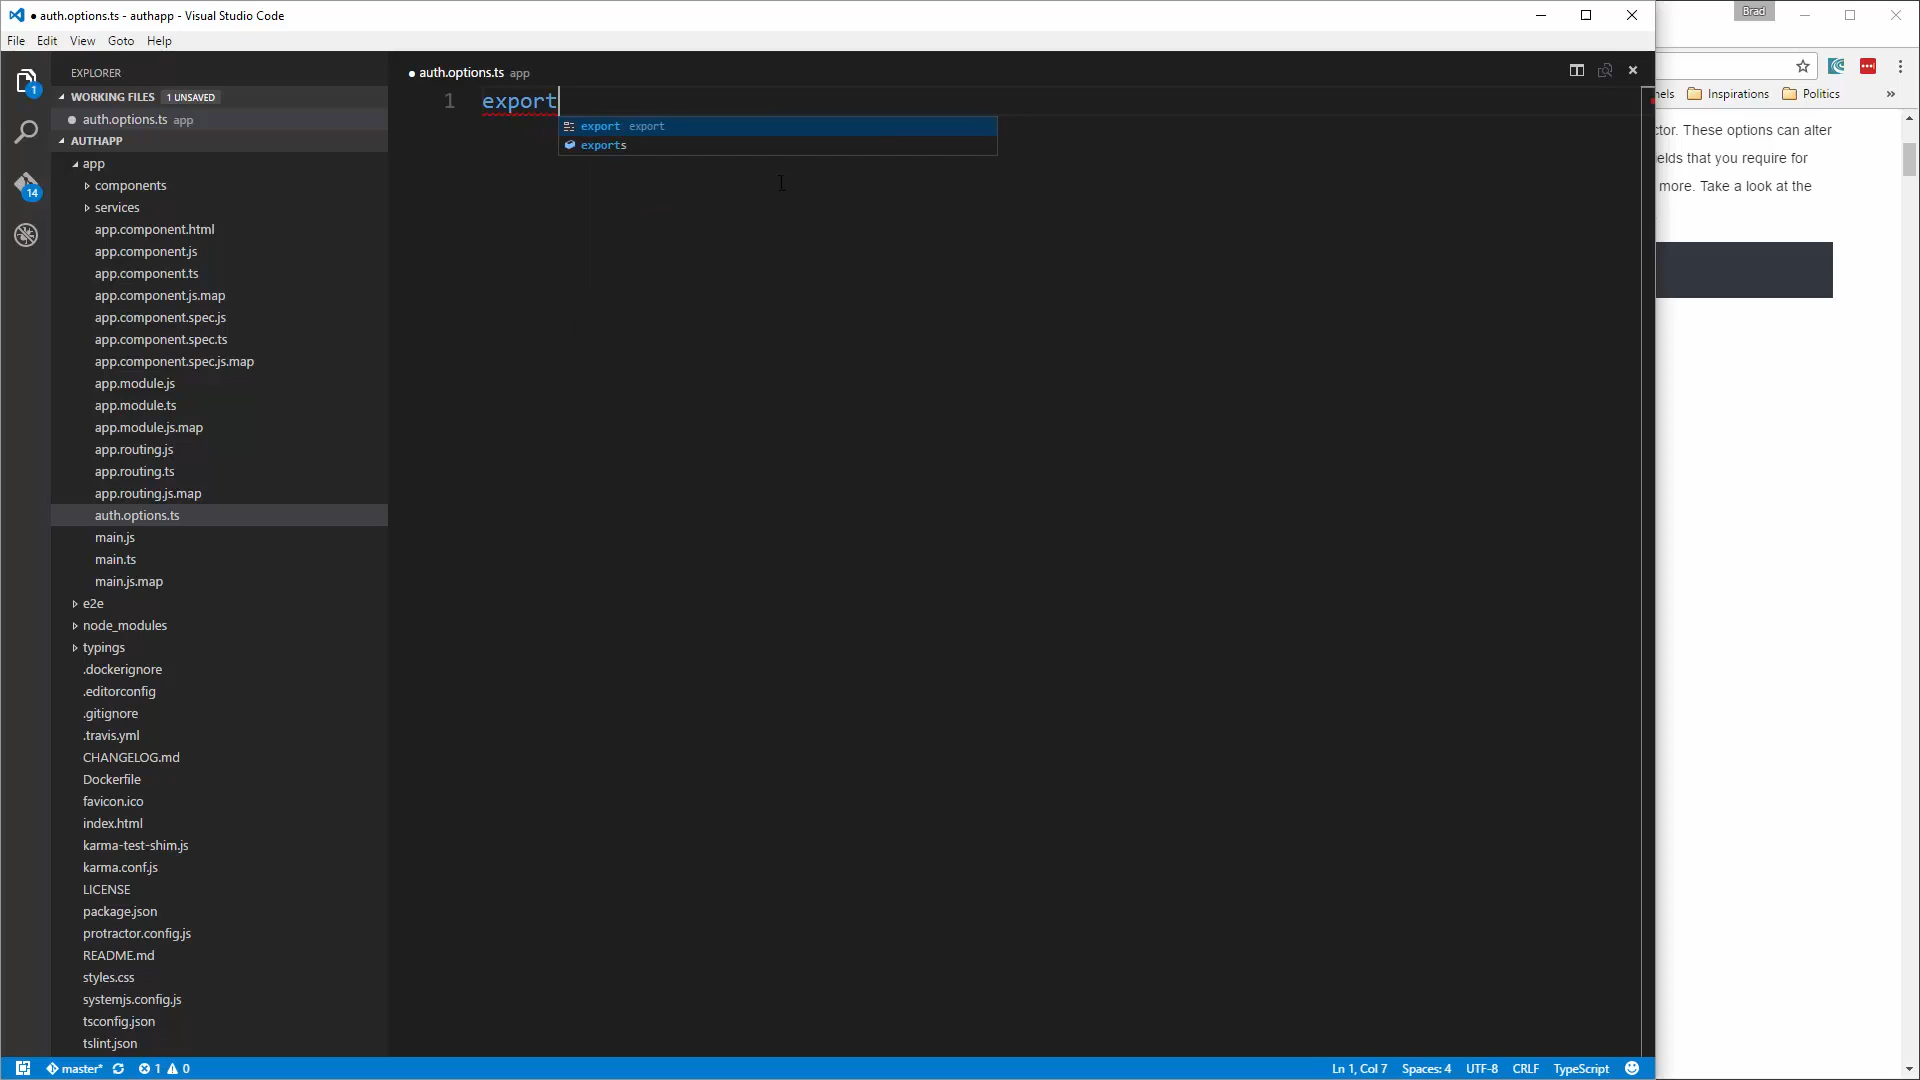 ● auth.options.ts - authapp - Visual Studio Code
Brad
File Edit View Goto Help
EXPLORER
WORKING FILES 1 UNSAVED
auth.options.ts app
AUTHAPP
app
components
services
app.component.html
app.component.js
app.component.ts
app.component.js.map
app.component.spec.js
app.component.spec.ts
app.component.spec.js.map
app.module.js
app.module.ts
app.module.js.map
app.routing.js
app.routing.ts
app.routing.js.map
auth.options.ts
main.js
main.ts
main.js.map
e2e
node_modules
typings
.dockerignore
.editorconfig
.gitignore
.travis.yml
CHANGELOG.md
Dockerfile
favicon.ico
index.html
karma-test-shim.js
karma.conf.js
LICENSE
package.json
protractor.config.js
README.md
styles.css
systemjs.config.js
tsconfig.json
tslint.json
1
14
● auth.options.ts app
1 export
export export
exports
nels Inspirations Politics »
ctor. These options can alter
elds that you require for
more. Take a look at the
master* 1 0 Ln 1, Col 7 Spaces: 4 UTF-8 CRLF TypeScript